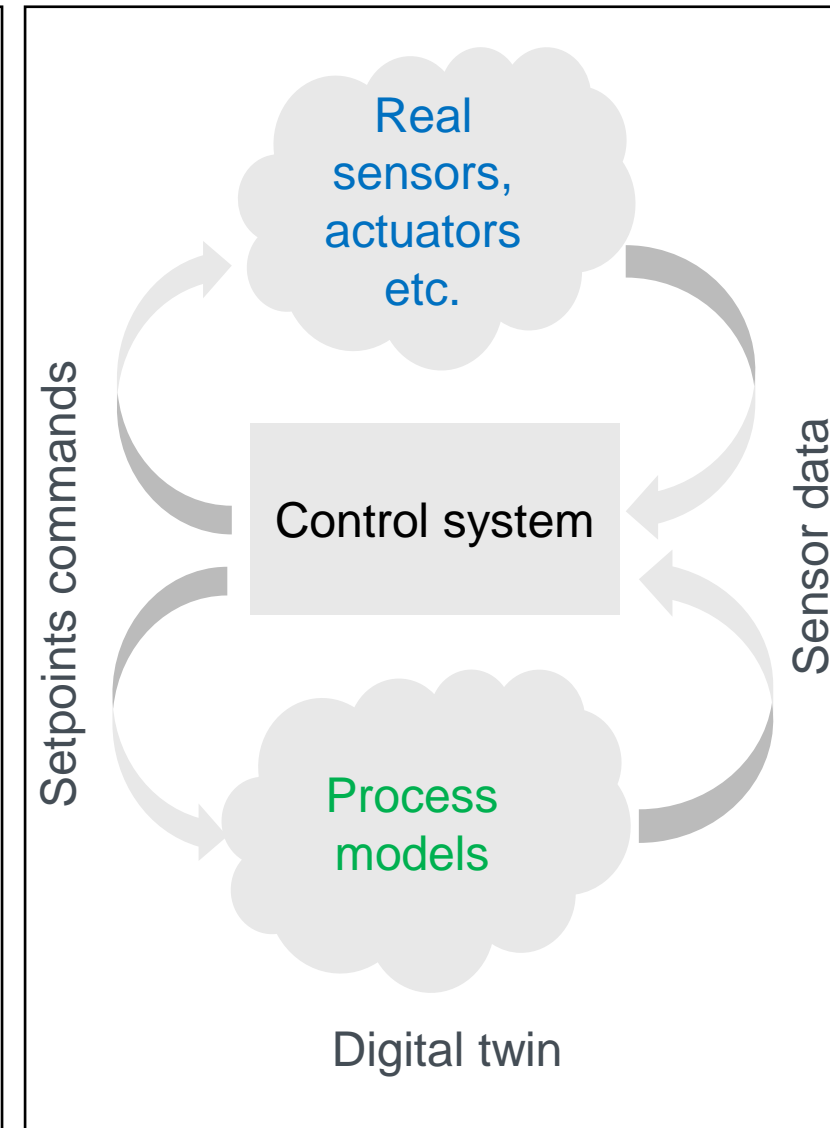 Real
sensors,
actuators
etc.
Setpoints commands
Control system
Sensor data
Process
models
Digital twin